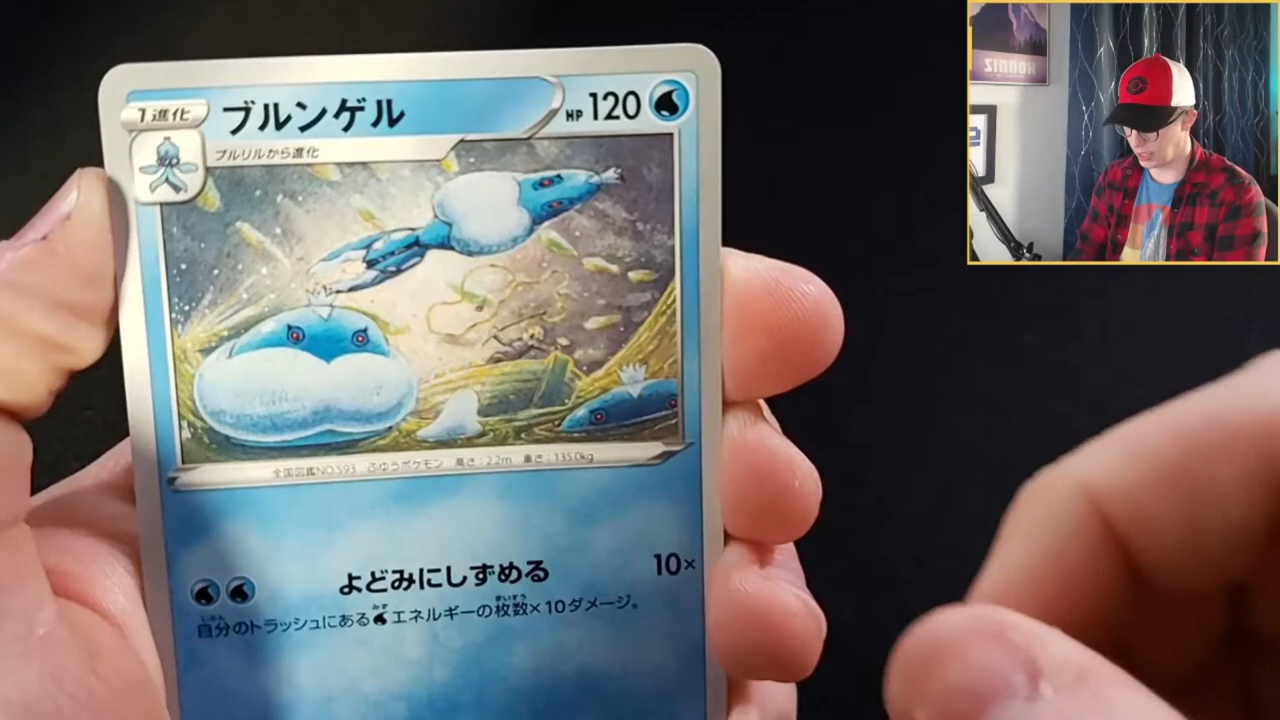 1進化
ブルンゲル
HP 120
プルリルから進化
全国図鑑NO.593 ふゆうポケモン 高さ:2.2m 重さ:135.0kg
よどみにしずめる 10×
自分のトラッシュにあるエネルギーの枚数×10ダメージ。
SINNOH